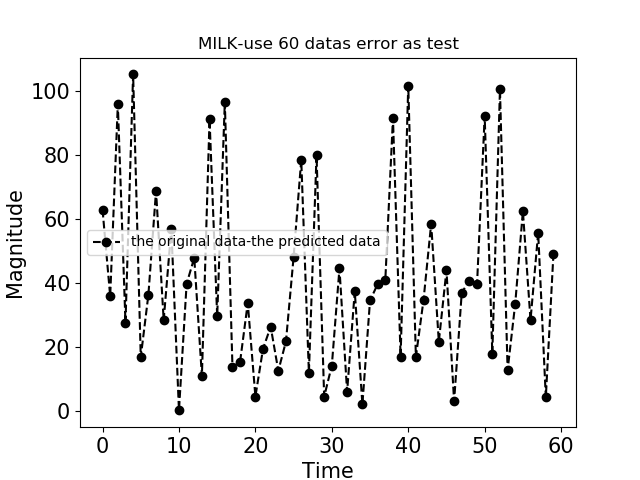 MILK-use 60 datas error as test
Magnitude
100
80
60
40
20
0
the original data-the predicted data
0 10 20 30 40 50 60
Time